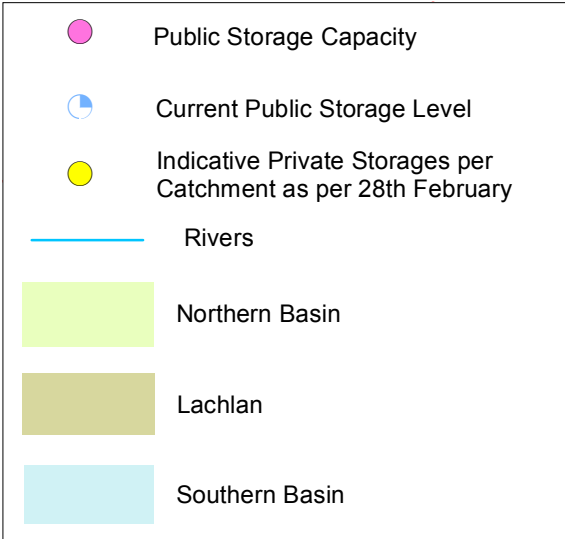 Public Storage Capacity
Current Public Storage Level
Indicative Private Storages per
Catchment as per 28th February
Rivers
Northern Basin
Lachlan
Southern Basin